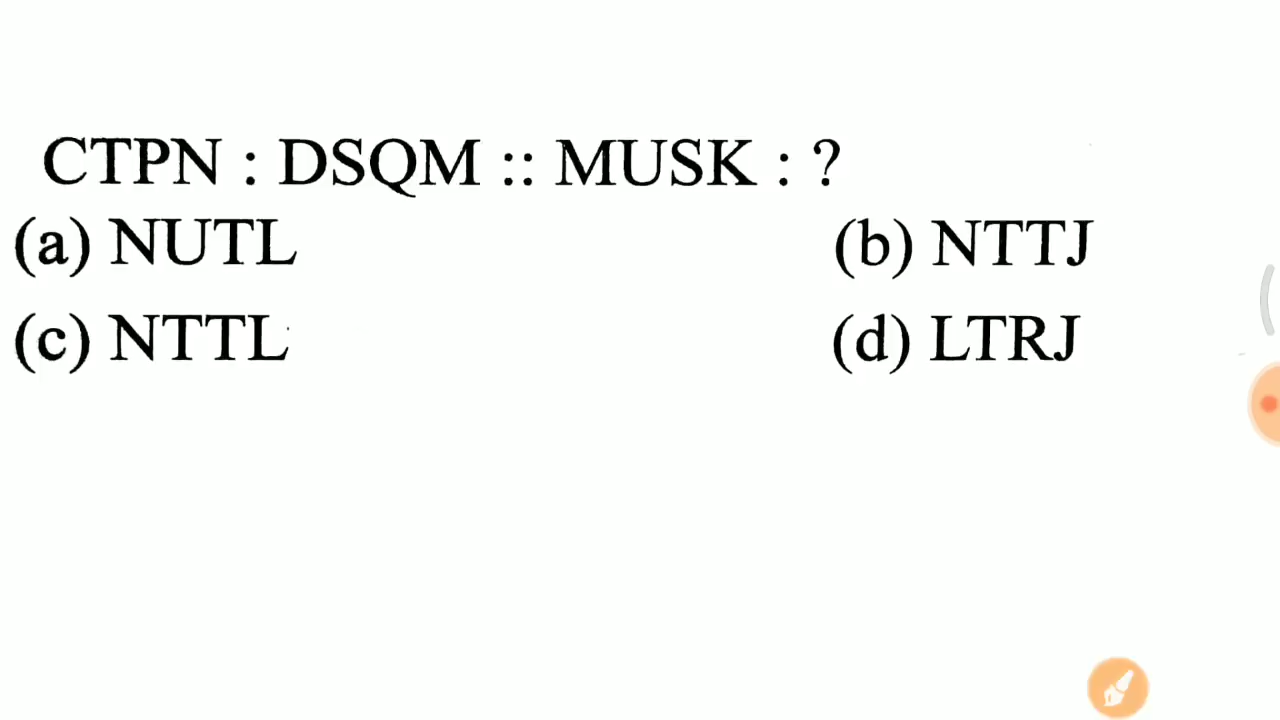 CTPN : DSQM :: MUSK : ?
(a) NUTL (b) NTTJ
(c) NTTL (d) LTRJ